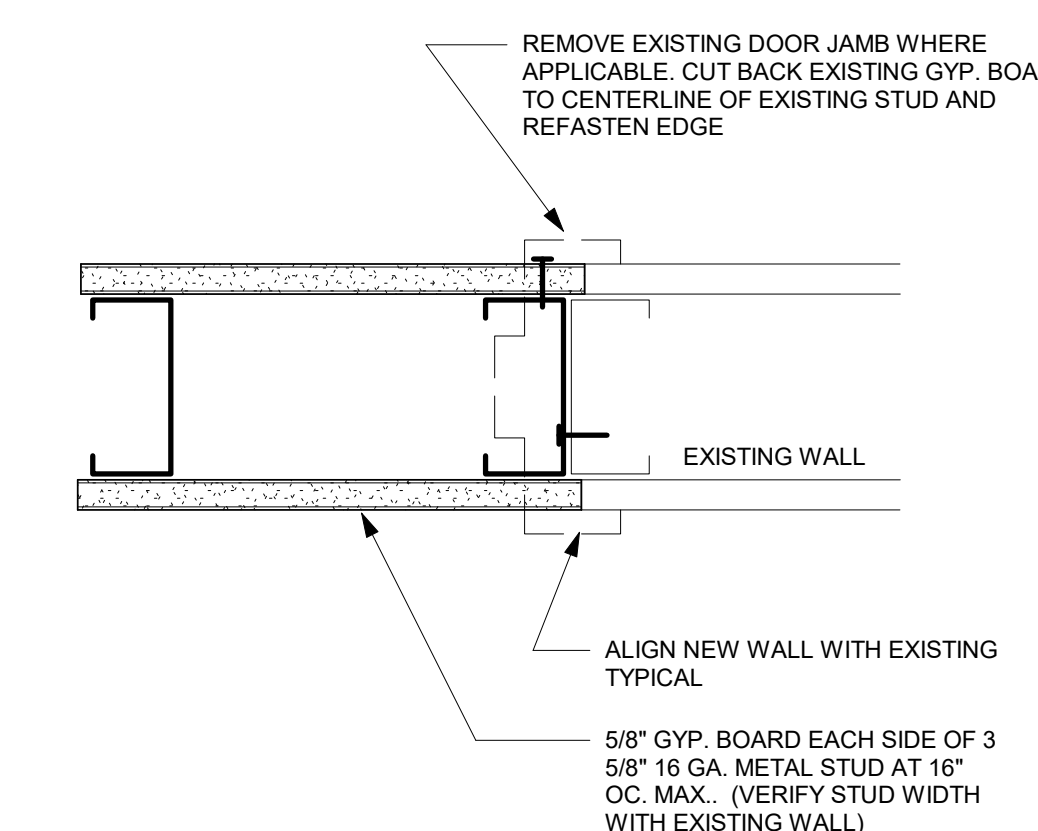 REMOVE EXISTING DOOR JAMB WHERE
APPLICABLE. CUT BACK EXISTING GYP. BOA
TO CENTERLINE OF EXISTING STUD AND
REFASTEN EDGE
EXISTING WALL
ALIGN NEW WALL WITH EXISTING
TYPICAL
5/8" GYP. BOARD EACH SIDE OF 3
5/8" 16 GA. METAL STUD AT 16"
OC. MAX.. (VERIFY STUD WIDTH
WITH EXISTING WALL)